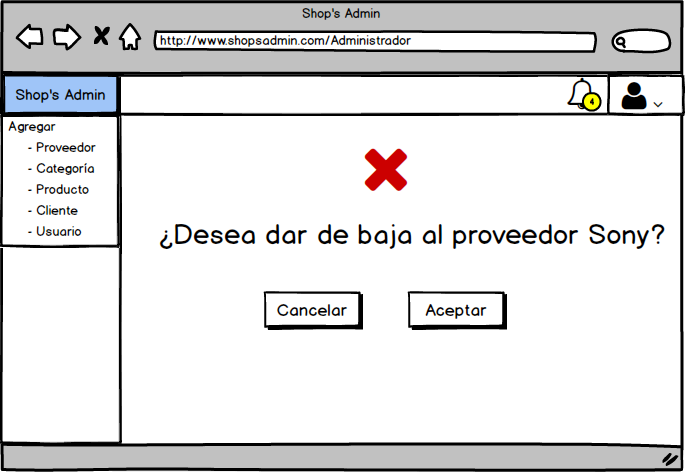 Shop's Admin
http://www.shopsadmin.com/Administrador
Shop's Admin
4
Agregar
- Proveedor
- Categoría
- Producto
- Cliente
- Usuario
¿Desea dar de baja al proveedor Sony?
Cancelar
Aceptar